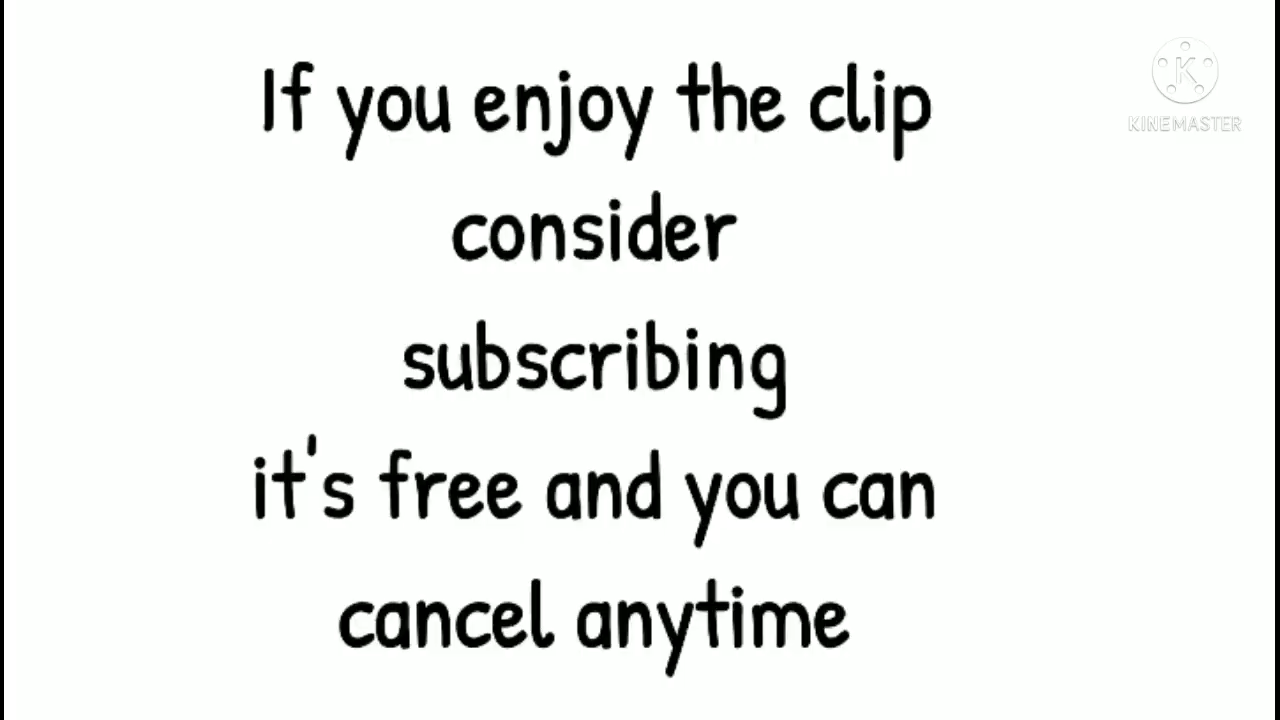 If you enjoy the clip
consider
subscribing
it's free and you can
cancel anytime
K
KINEMASTER